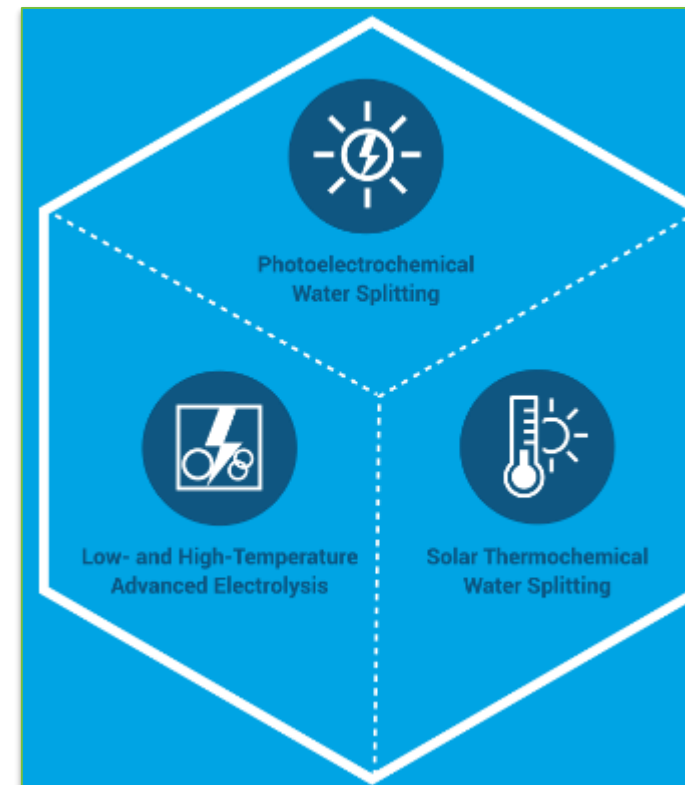 Photoelectrochemical
Water Splitting
Low- and High-Temperature
Advanced Electrolysis
Solar Thermochemical
Water Splitting